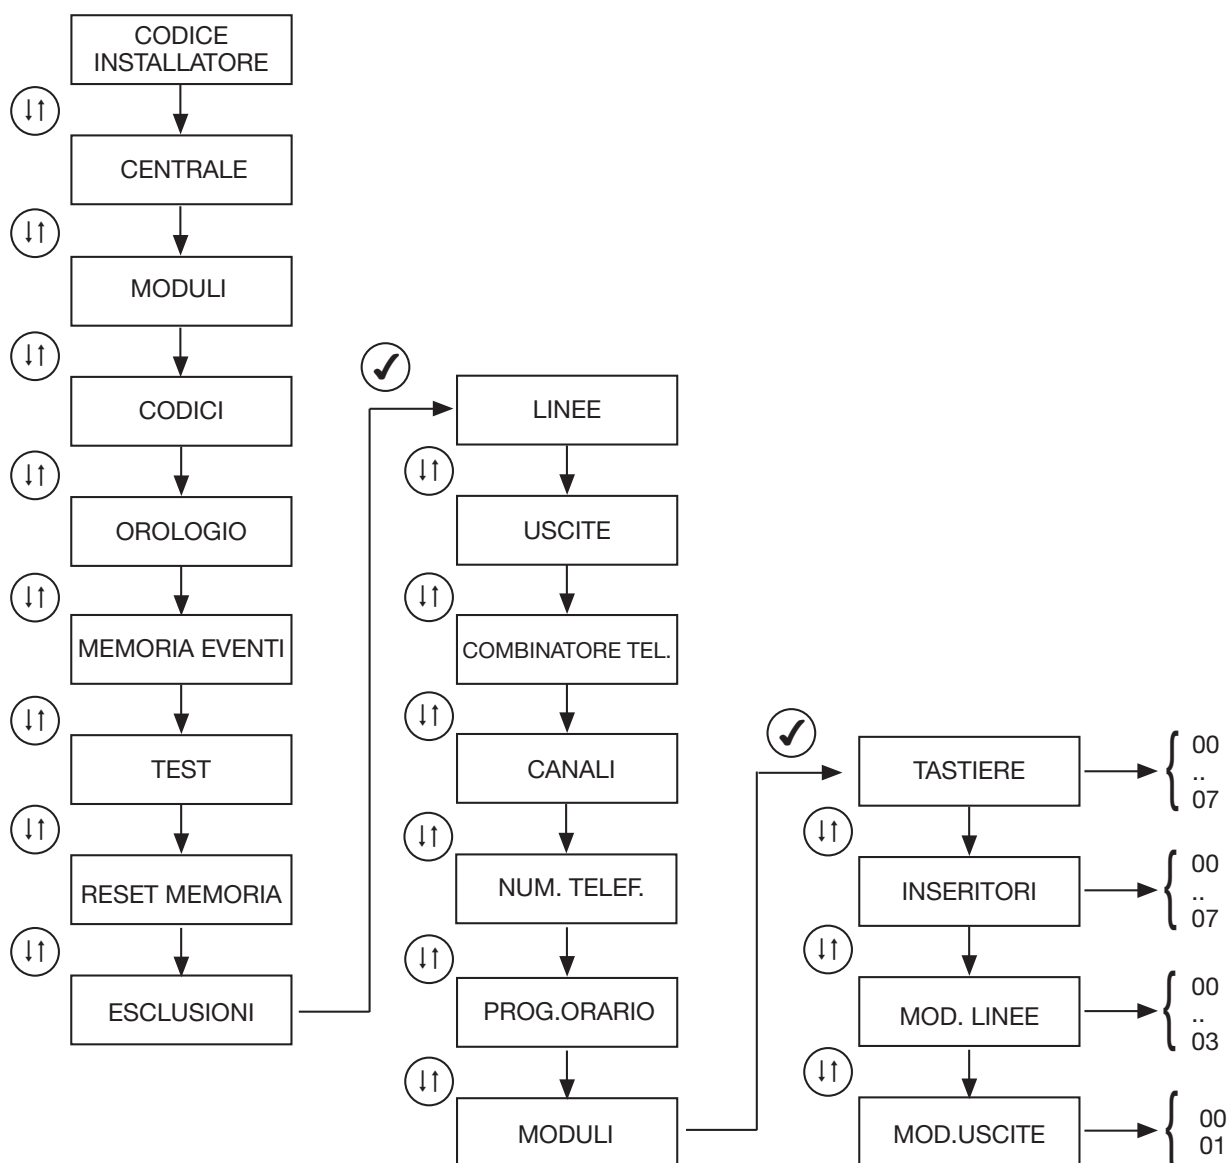 CODICE
INSTALLATORE
CENTRALE
MODULI
CODICI
OROLOGIO
MEMORIA EVENTI
TEST
RESET MEMORIA
ESCLUSIONI
LINEE
USCITE
COMBINATORE TEL.
CANALI
NUM. TELEF.
PROG.ORARIO
MODULI
TASTIERE
00
..
07
INSERITORI
00
..
07
MOD. LINEE
00
..
03
MOD.USCITE
00
01